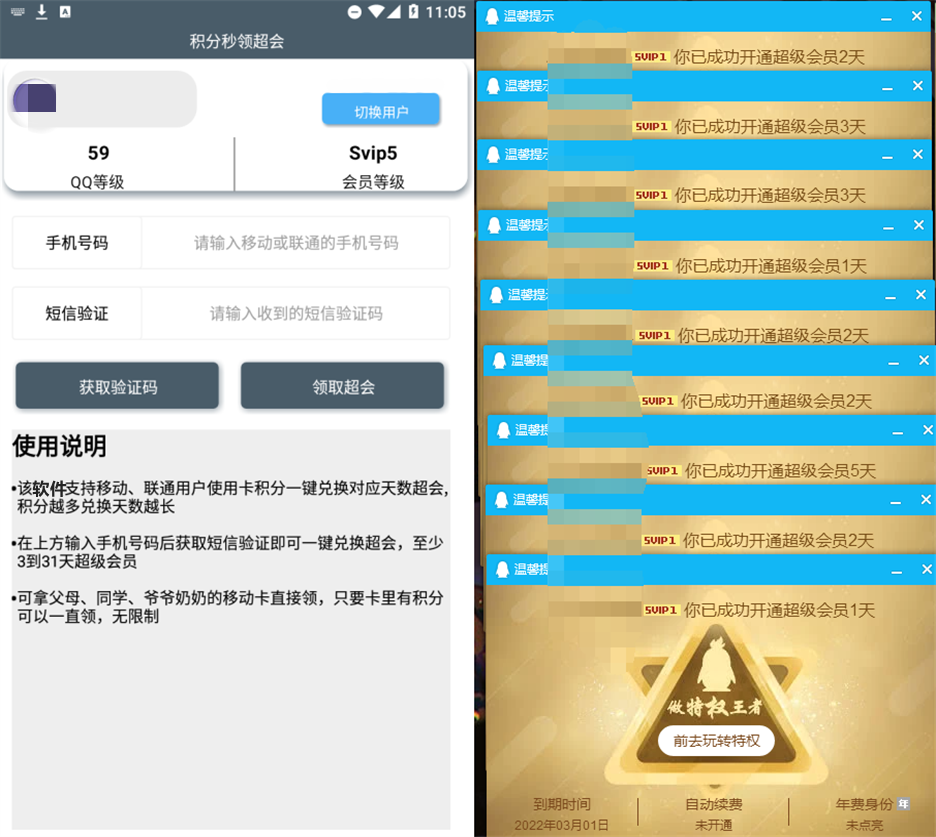 11:05
积分秒领超会
切换用户
59
Svip5
QQ等级
会员等级
手机号码
请输入移动或联通的手机号码
短信验证
请输入收到的短信验证码
获取验证码
领取超会
使用说明
•该软件支持移动、联通用户使用卡积分一键兑换对应天数超会,
积分越多兑换天数越长
•在上方输入手机号码后获取短信验证即可一键兑换超会，至少
3到31天超级会员
•可拿父母、同学、爷爷奶奶的移动卡直接领，只要卡里有积分
可以一直领，无限制
温馨提示
SVIP1 你已成功开通超级会员2天
温馨提示
SVIP1 你已成功开通超级会员3天
温馨提示
SVIP1 你已成功开通超级会员3天
温馨提示
SVIP1 你已成功开通超级会员1天
温馨提示
SVIP1 你已成功开通超级会员2天
温馨提
SVIP1 你已成功开通超级会员2天
温馨提
SVIP1 你已成功开通超级会员5天
温馨提
SVIP1 你已成功开通超级会员2天
温馨提
SVIP1 你已成功开通超级会员1天
做特权王者
前去玩转特权
到期时间
自动续费
年费身份 年
2022年03月01日
未开通
未点亮